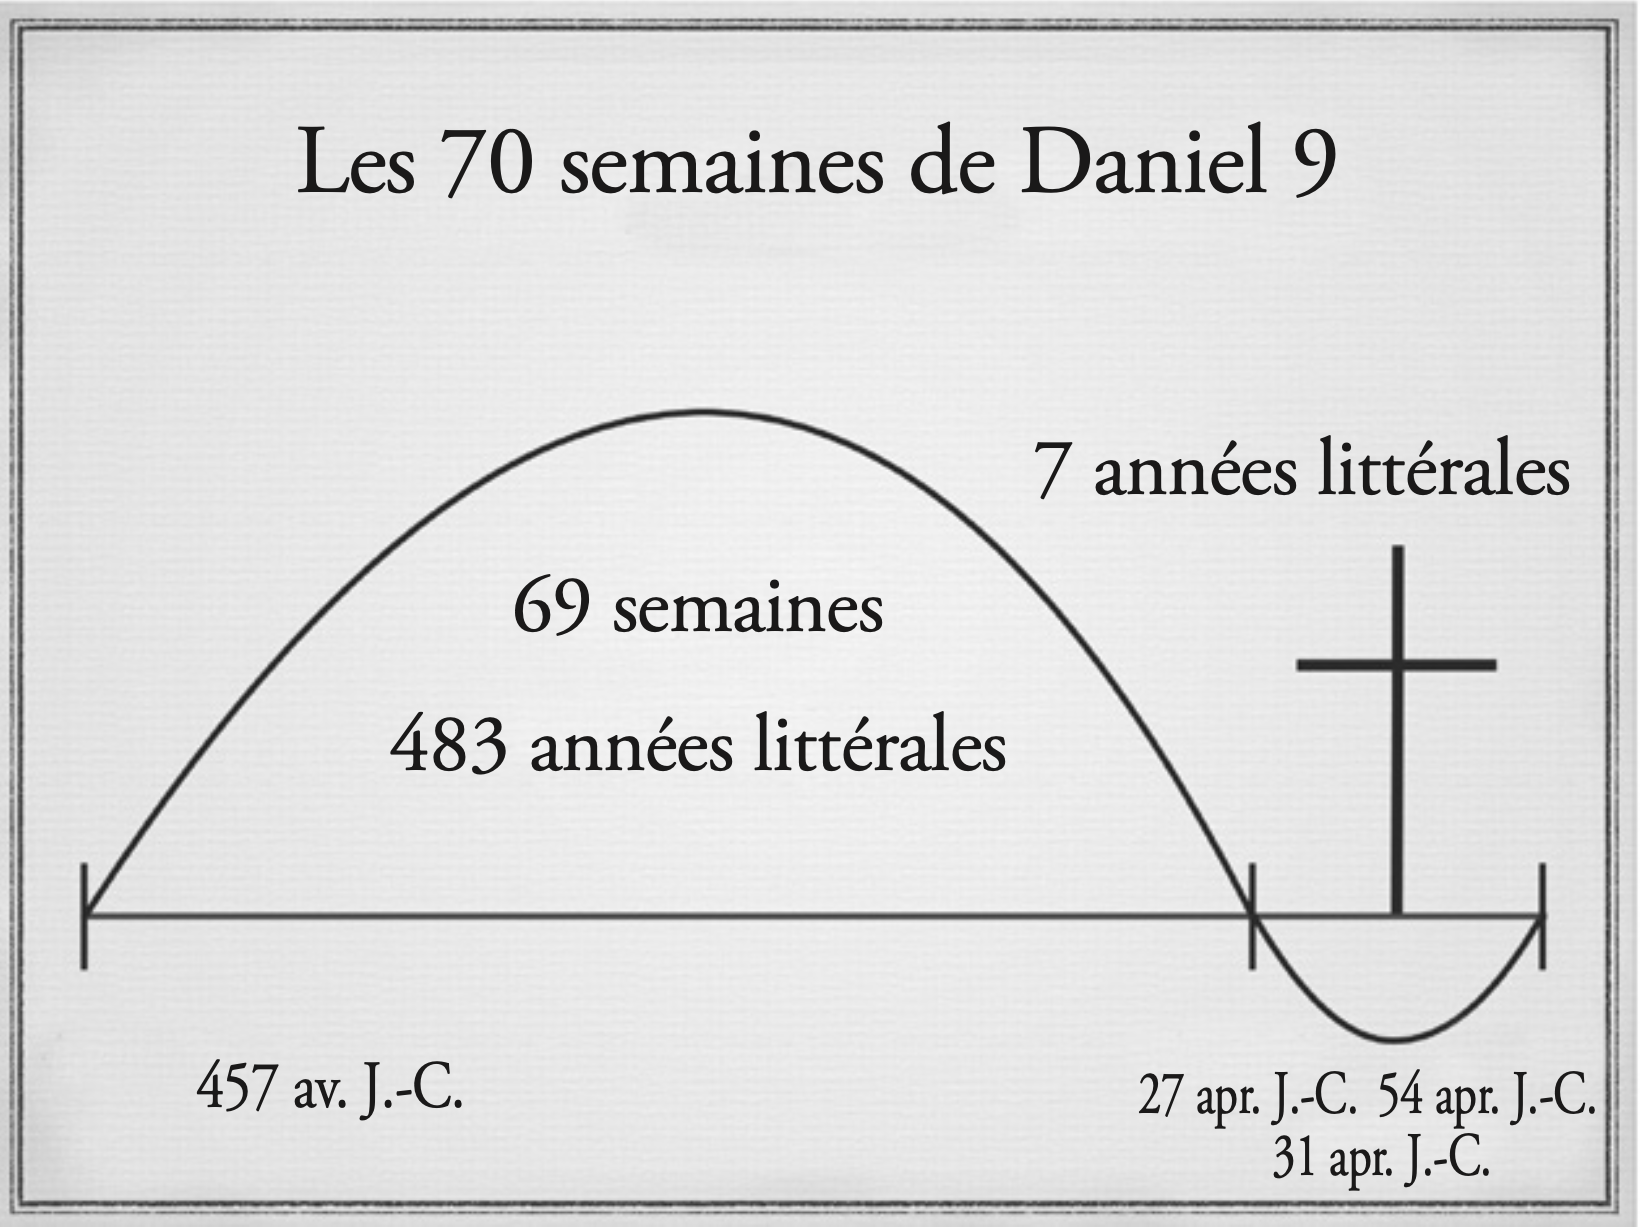 Les 70 semaines de Daniel 9
7 années littérales
69 semaines
483 années littérales
457 av. J.-C.
27 apr. J.-C. 54 apr. J.-C.
31 apr. J.-C.